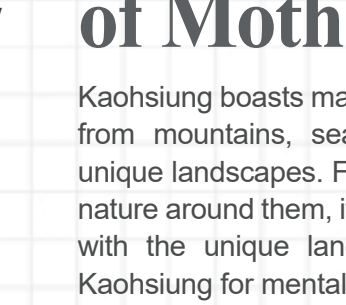 of Moth
Kaohsiung boasts ma
from mountains, sea
unique landscapes. F
nature around them, i
with the unique lan
Kaohsiung for mental